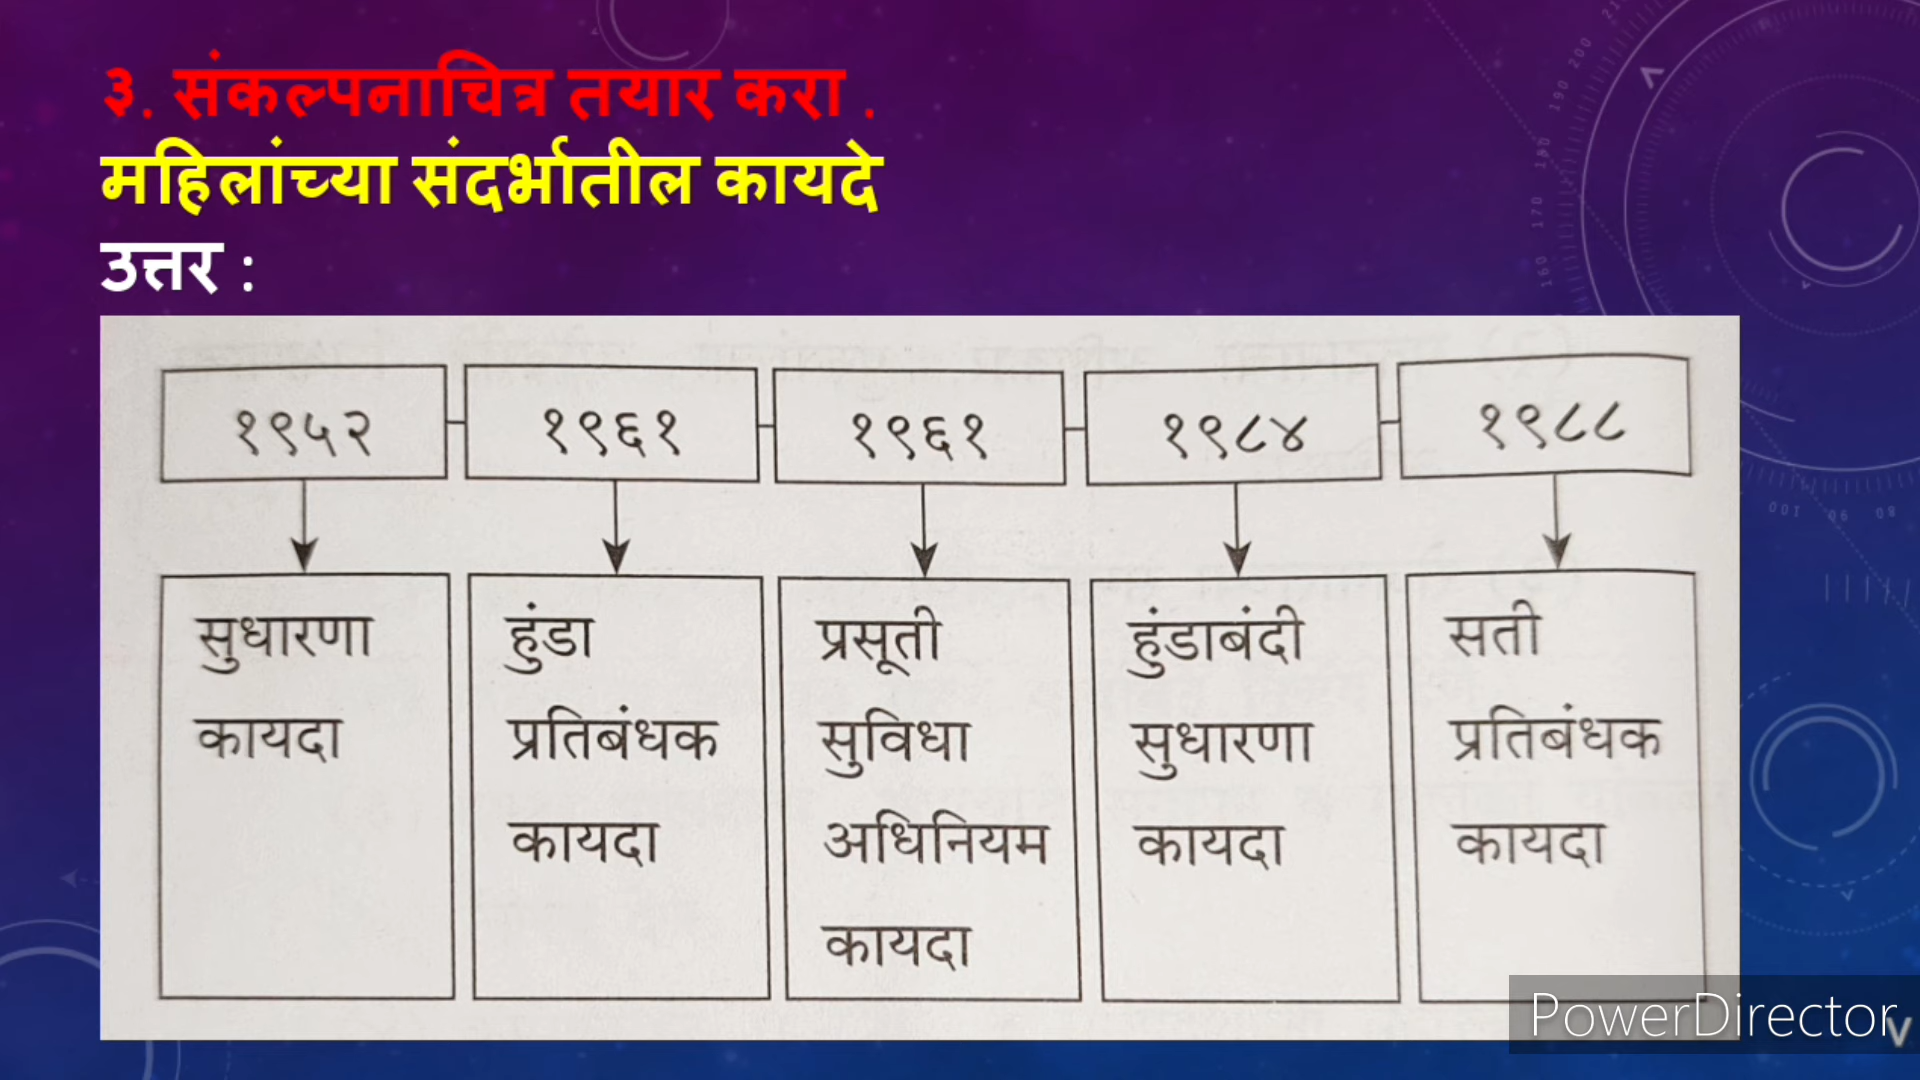 ३. संकल्पनाचित्र तयार करा .
महिलांच्या संदर्भातील कायदे
उत्तर :
१९५२
१९६१
१९६१
१९८४
१९८८
सुधारणा
कायदा
हुंडा
प्रतिबंधक
कायदा
प्रसूती
सुविधा
अधिनियम
कायदा
हुंडाबंदी
सुधारणा
कायदा
सती
प्रतिबंधक
कायदा
PowerDirector